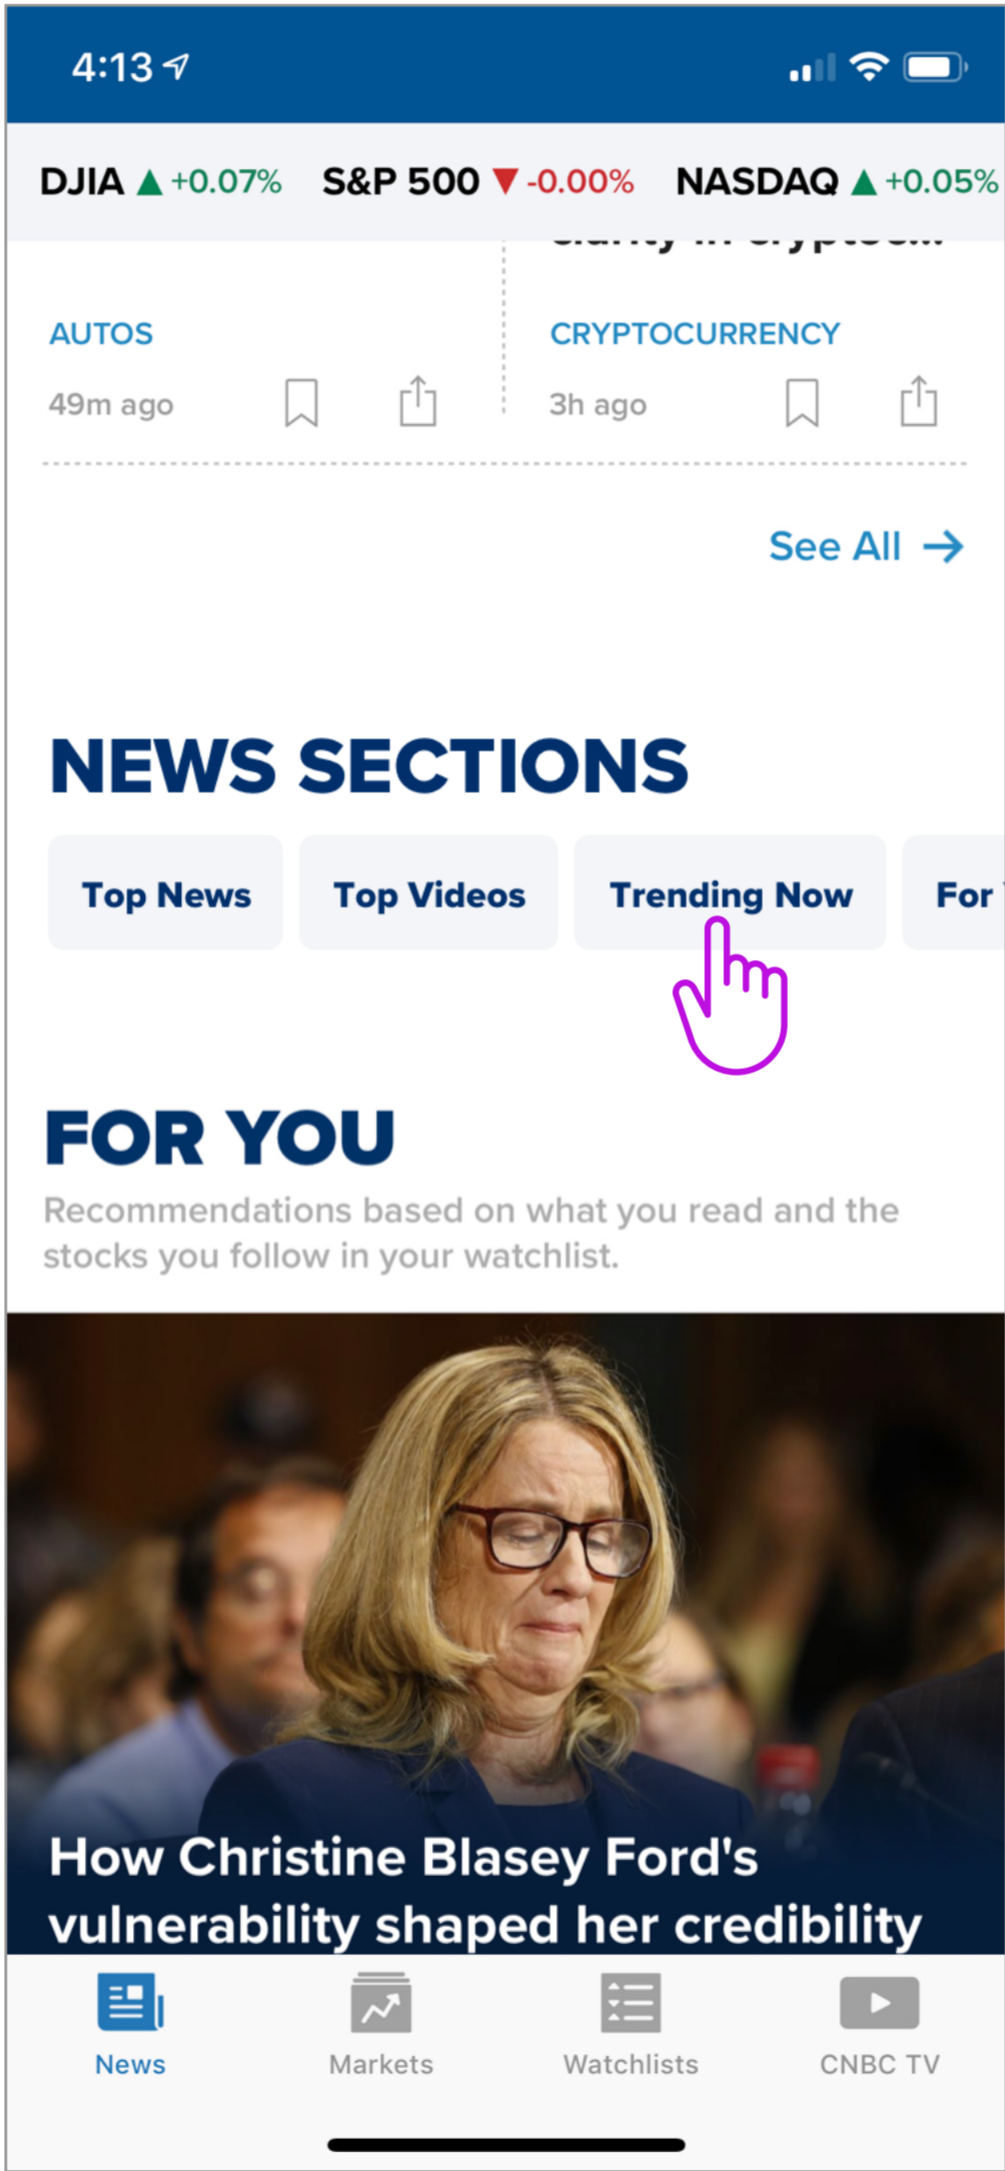 4:13
DJIA ▲ +0.07% S&P 500 ▼ -0.00% NASDAQ ▲ +0.05%
AUTOS
49m ago
CRYPTOCURRENCY
3h ago
See All →
NEWS SECTIONS
Top News Top Videos Trending Now For
FOR YOU
Recommendations based on what you read and the
stocks you follow in your watchlist.
How Christine Blasey Ford's
vulnerability shaped her credibility
News Markets Watchlists CNBC TV